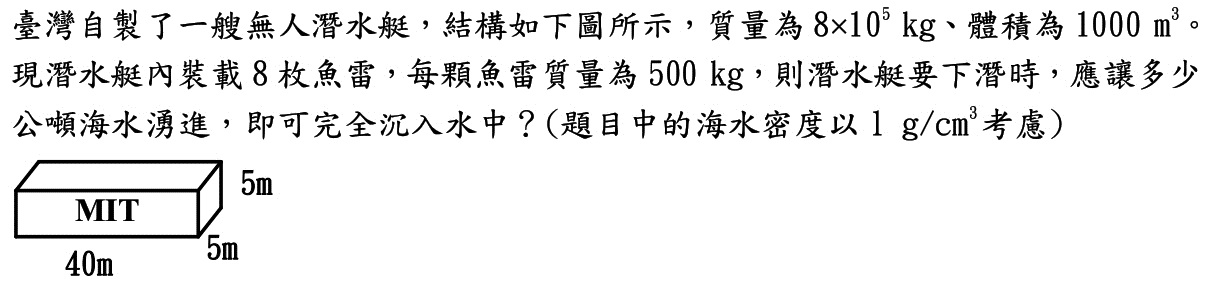 臺灣自製了一艘無人潛水艇，結構如下圖所示，質量為 8×10⁵ kg、體積為 1000 m³。
現潛水艇內裝載 8 枚魚雷，每顆魚雷質量為 500 kg，則潛水艇要下潛時，應讓多少
公噸海水湧進，即可完全沉入水中？(題目中的海水密度以 1 g/cm³考慮)
5m
MIT
5m
40m